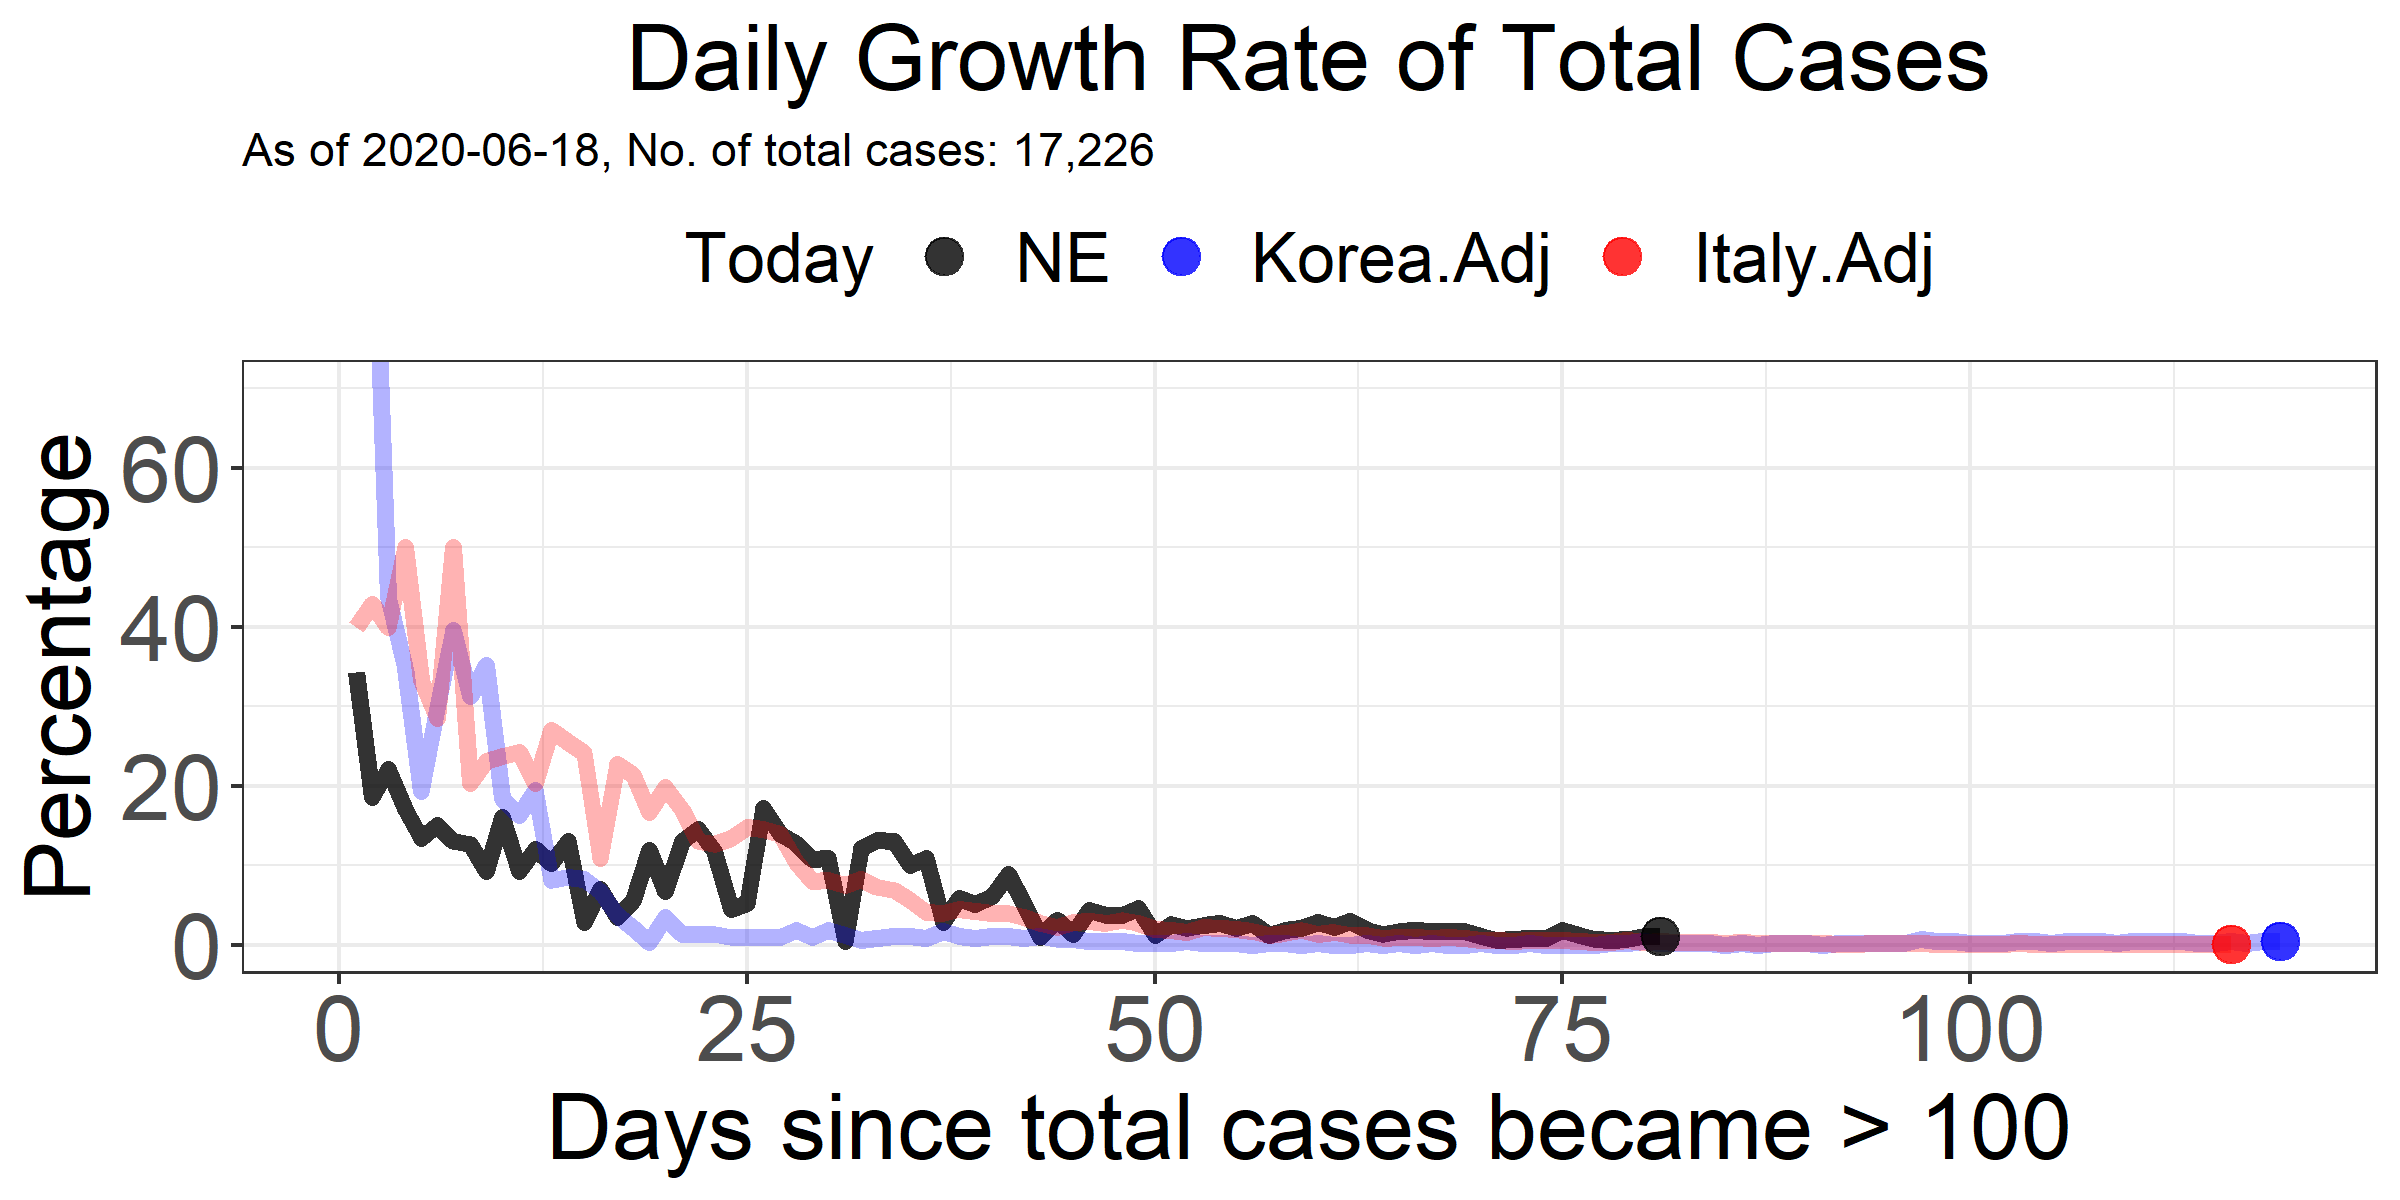 Daily Growth Rate of Total Cases
As of 2020-06-18, No. of total cases: 17,226
Today NE Korea.Adj Italy.Adj
Percentage
60
40
20
0
0 25 50 75 100
Days since total cases became > 100